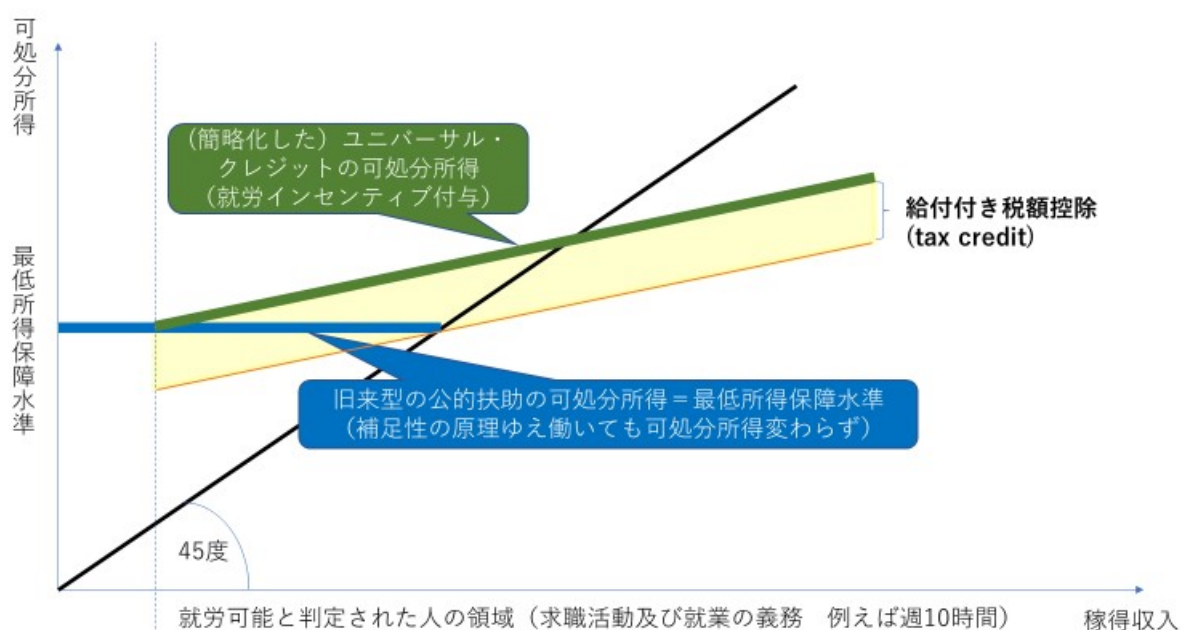 可処分所得
(簡略化した)ユニバーサル・
クレジットの可処分所得
(就労インセンティブ付与)
給付付き税額控除
(tax credit)
最低所得保障水準
旧来型の公的扶助の可処分所得=最低所得保障水準
(補足性の原理ゆえ働いても可処分所得変わらず)
45度
就労可能と判定された人の領域(求職活動及び就業の義務 例えば週10時間)
稼得収入